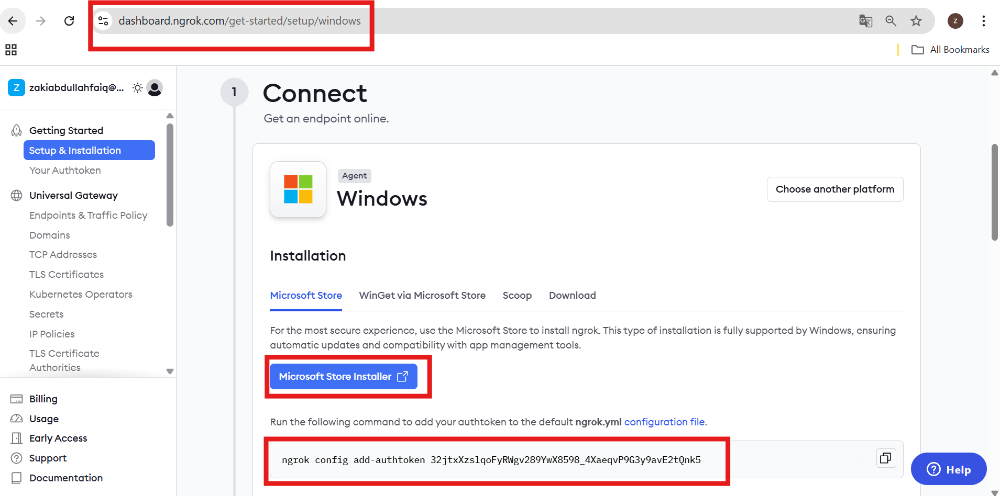 dashboard.ngrok.com/get-started/setup/windows
z
All Bookmarks
Z
zakiabdullahfaiq@...
Getting Started
Setup & Installation
Your Authtoken
Universal Gateway
Endpoints & Traffic Policy
Domains
TCP Addresses
TLS Certificates
Kubernetes Operators
Secrets
IP Policies
TLS Certificate
Authorities
Billing
Usage
Early Access
Support
Documentation
1
Connect
Get an endpoint online.
Agent
Windows
Choose another platform
Installation
Microsoft Store
WinGet via Microsoft Store
Scoop
Download
For the most secure experience, use the Microsoft Store to install ngrok. This type of installation is fully supported by Windows, ensuring
automatic updates and compatibility with app management tools.
Microsoft Store Installer
Run the following command to add your authtoken to the default ngrok.yml configuration file.
ngrok config add-authtoken 32jtxXzslqoFyRWgv289YwX8598_4XaeqvP9G3y9avE2tQnk5
Help